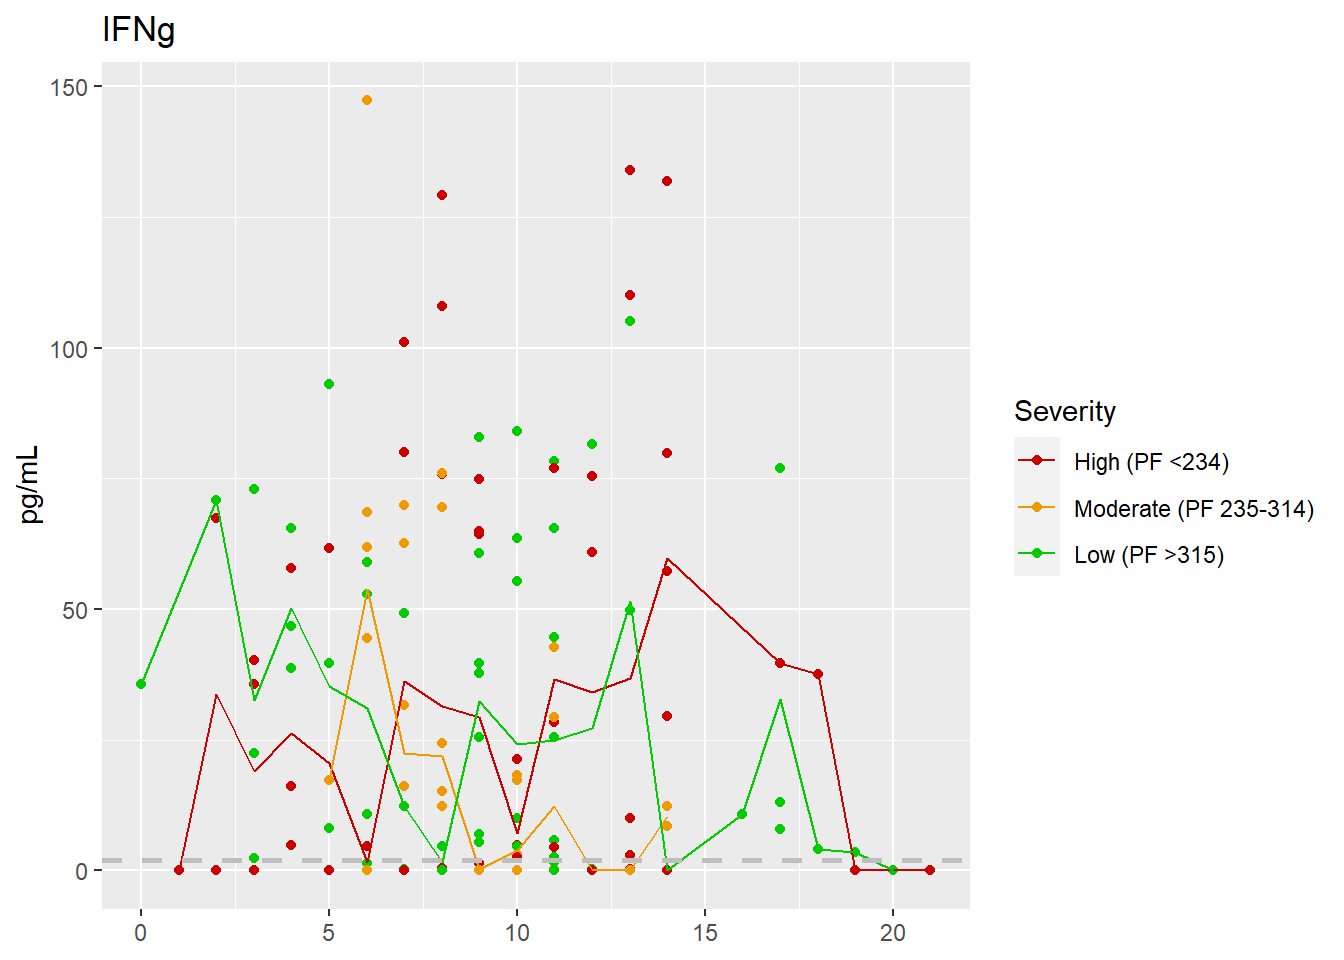 IFNg
150
100
50
0
pg/mL
0 5 10 15 20
Severity
High (PF <234)
Moderate (PF 235-314)
Low (PF >315)